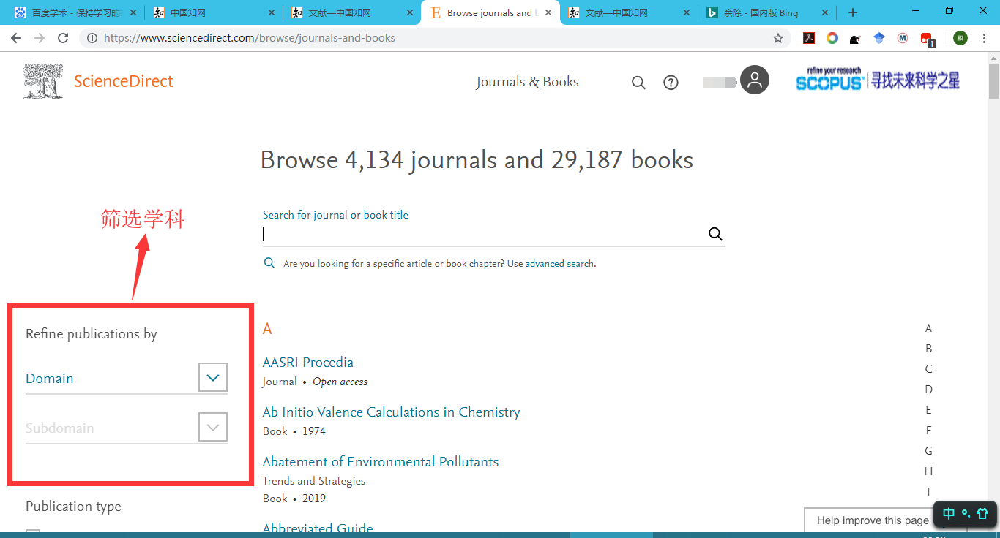 百度学术 - 保持学习的
中国知网
文献—中国知网
Browse journals and b
文献—中国知网
余除 - 国内版 Bing
https://www.sciencedirect.com/browse/journals-and-books
1
权
ScienceDirect
Journals & Books
refine your research
SCOPUS™
寻找未来科学之星
Browse 4,134 journals and 29,187 books
筛选学科
Search for journal or book title
Are you looking for a specific article or book chapter? Use advanced search.
Refine publications by
Domain
Subdomain
Publication type
A
AASRI Procedia
Journal • Open access
Ab Initio Valence Calculations in Chemistry
Book • 1974
Abatement of Environmental Pollutants
Trends and Strategies
Book • 2019
Abbreviated Guide
A
B
C
D
E
F
G
H
I
Help improve this page
中